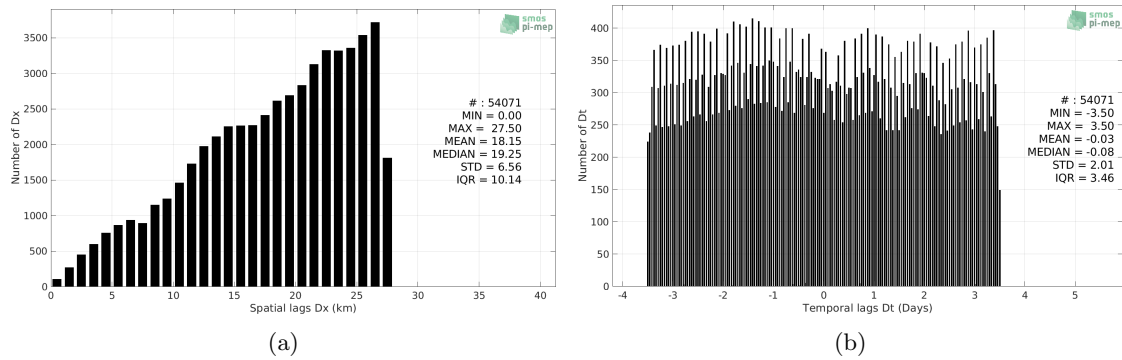 smos
pi-mep
3500
3000
2500
2000
1500
1000
500
0
Number of Dx
# : 54071
MIN = 0.00
MAX = 27.50
MEAN = 18.15
MEDIAN = 19.25
STD = 6.56
IQR = 10.14
0 5 10 15 20 25 30 35 40
Spatial lags Dx (km)
(a)
smos
pi-mep
400
350
300
250
200
150
100
50
0
Number of Dt
# : 54071
MIN = -3.50
MAX = 3.50
MEAN = -0.03
MEDIAN = -0.08
STD = 2.01
IQR = 3.46
-4 -3 -2 -1 0 1 2 3 4 5
Temporal lags Dt (Days)
(b)